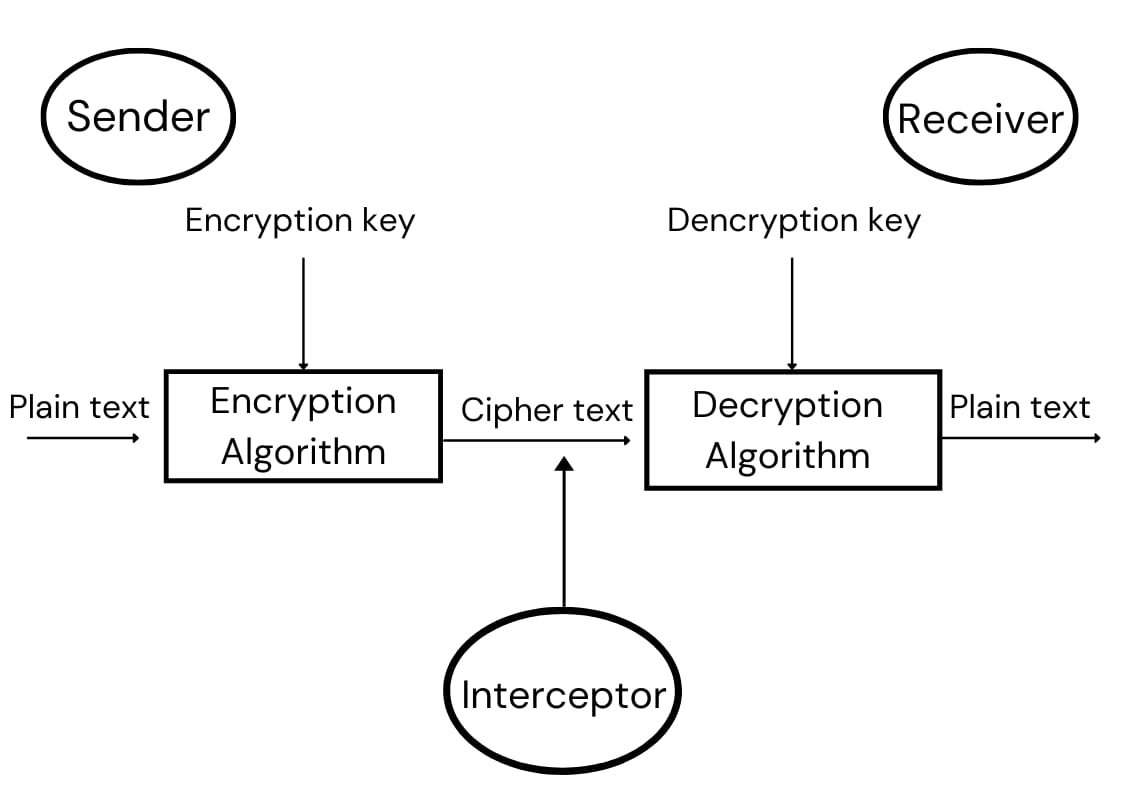 Sender
Receiver
Encryption key
Dencryption key
Plain text
Encryption
Algorithm
Cipher text
Decryption
Algorithm
Plain text
Interceptor